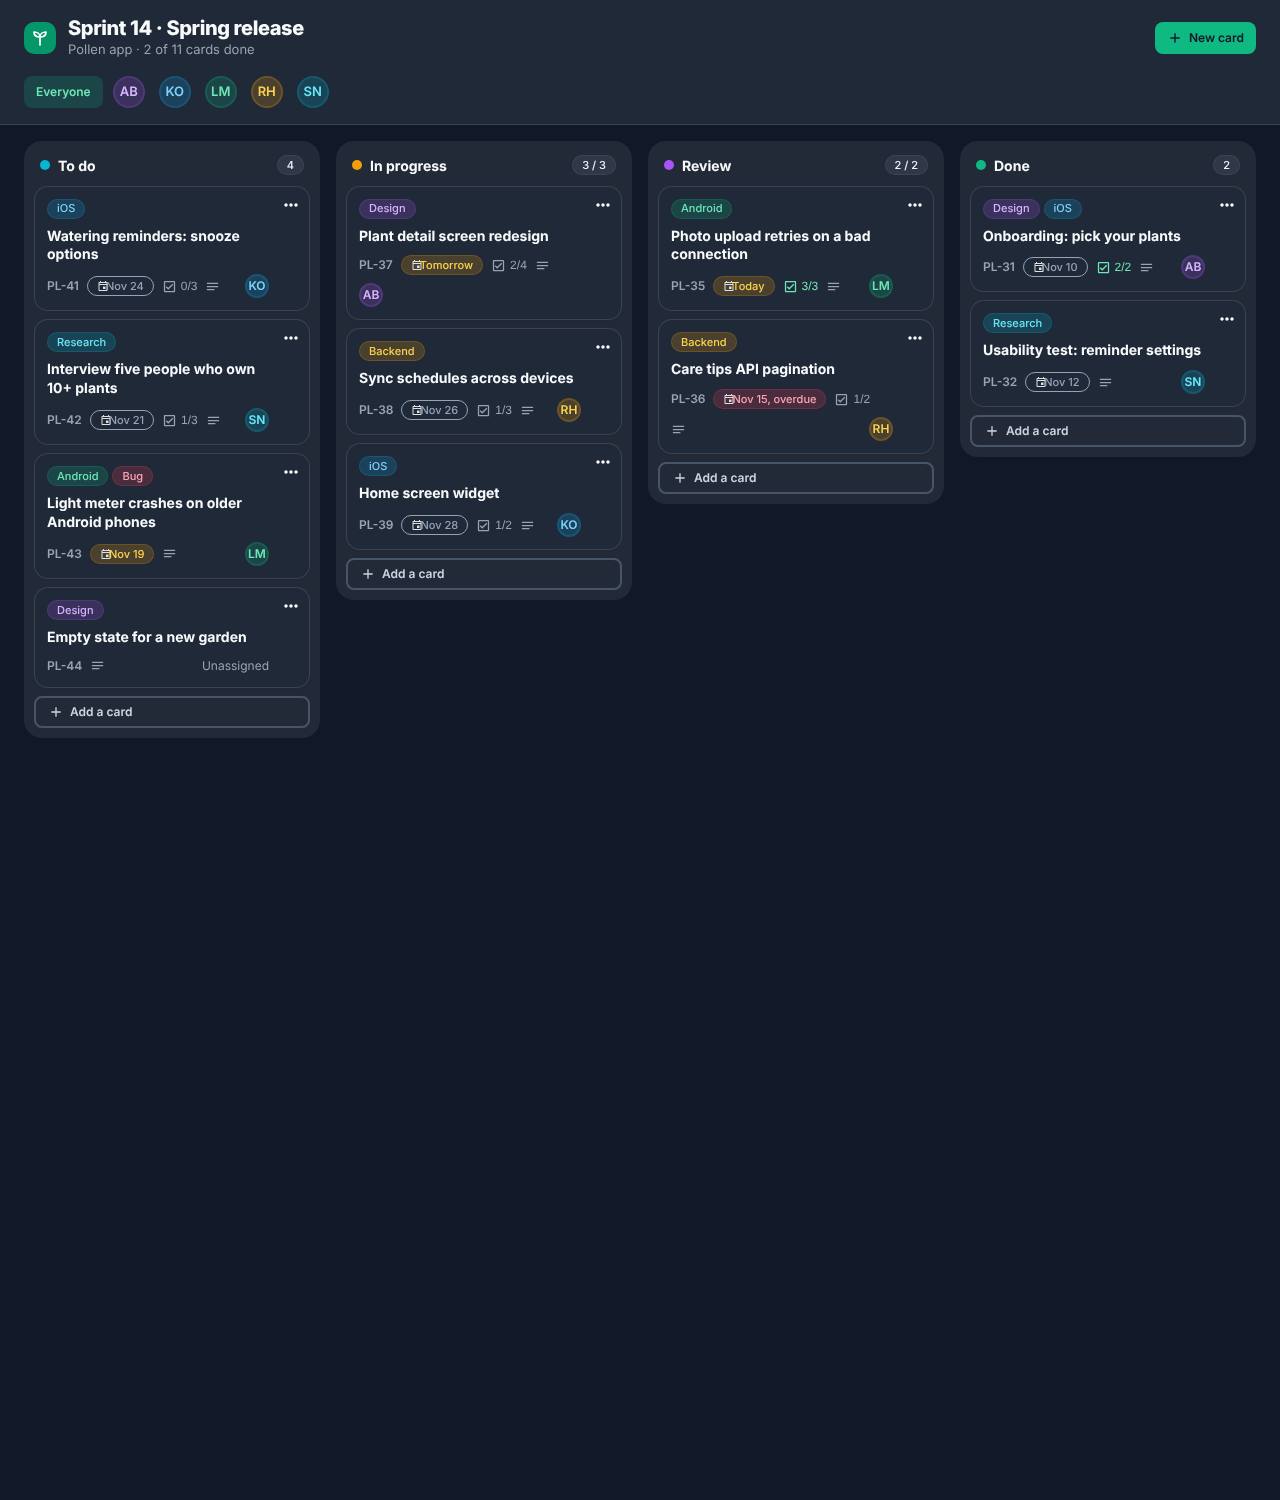 Sprint 14 · Spring release
Pollen app · 2 of 11 cards done
New card
Everyone
AB
KO
LM
RH
SN
To do
4
iOS
Watering reminders: snooze
options
PL-41
Nov 24
0/3
KO
Research
Interview five people who own
10+ plants
PL-42
Nov 21
1/3
SN
Android
Bug
Light meter crashes on older
Android phones
PL-43
Nov 19
LM
Design
Empty state for a new garden
PL-44
Unassigned
Add a card
In progress
3 / 3
Design
Plant detail screen redesign
PL-37
Tomorrow
2/4
AB
Backend
Sync schedules across devices
PL-38
Nov 26
1/3
RH
iOS
Home screen widget
PL-39
Nov 28
1/2
KO
Add a card
Review
2 / 2
Android
Photo upload retries on a bad
connection
PL-35
Today
3/3
LM
Backend
Care tips API pagination
PL-36
Nov 15, overdue
1/2
RH
Add a card
Done
2
Design
iOS
Onboarding: pick your plants
PL-31
Nov 10
2/2
AB
Research
Usability test: reminder settings
PL-32
Nov 12
SN
Add a card